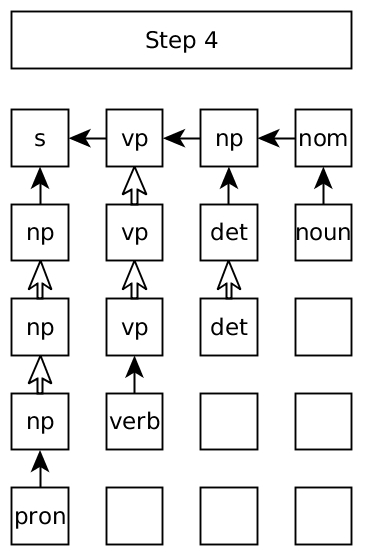 Step 4
s vp np nom
np vp det noun
np vp det
np verb
pron